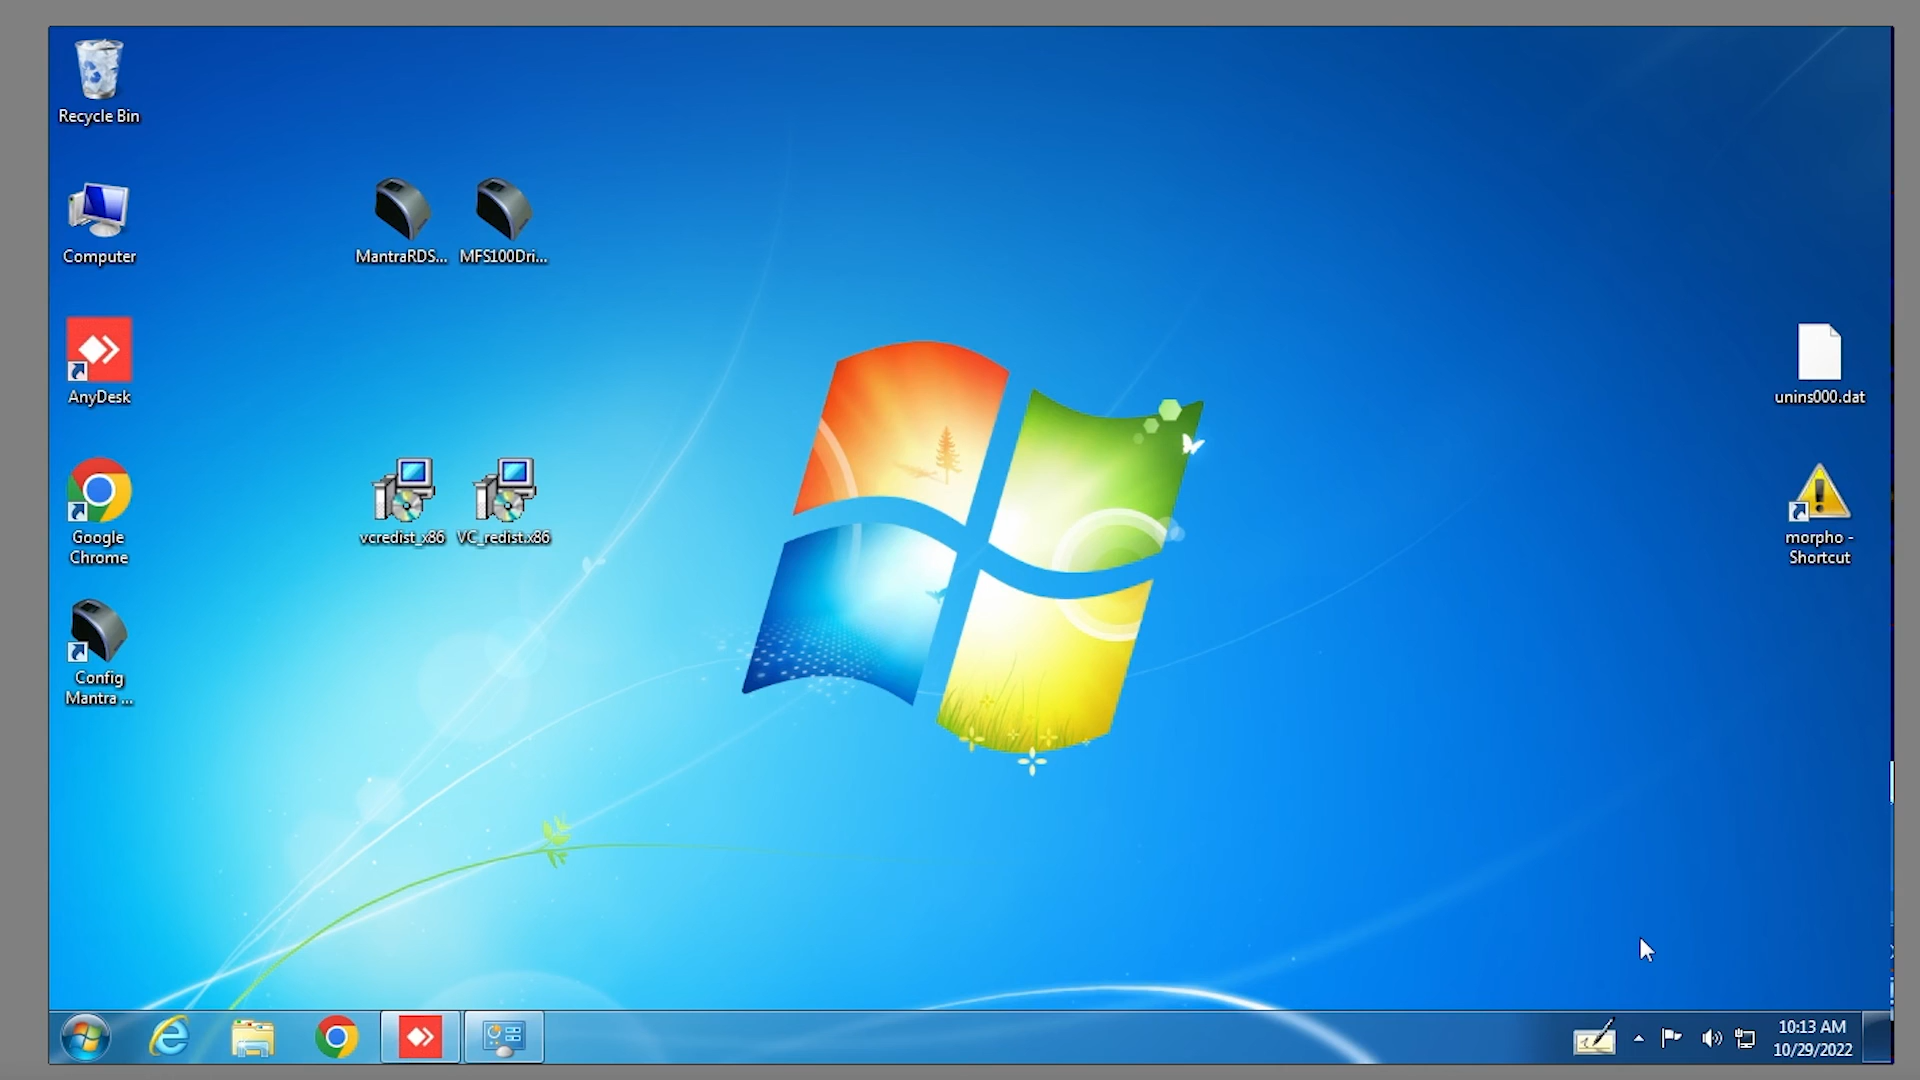 Recycle Bin
Computer
MantraRDS...
MFS100Dri...
AnyDesk
unins000.dat
Google
Chrome
vcredist_x86
VC_redist.x86
morpho -
Shortcut
Config
Mantra ...
10:13 AM
10/29/2022